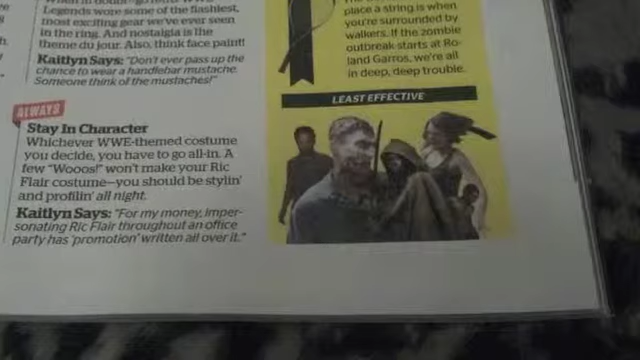 Legends wore some of the flashiest,
most exciting gear we've ever seen
in the ring. And nostalgia is the
theme du jour. Also, think face paint!
Kaitlyn Says: "Don't ever pass up the
chance to wear a handlebar mustache.
Someone think of the mustaches!"
ALWAYS
Stay In Character
Whichever WWE-themed costume
you decide, you have to go all-in. A
few "Wooos!" won't make your Ric
Flair costume—you should be stylin'
and profilin' all night.
Kaitlyn Says: "For my money, imper-
sonating Ric Flair throughout an office
party has 'promotion' written all over it."
place a string is when
you're surrounded by
walkers. If the zombie
outbreak starts at Ro-
land Garros, we're all
in deep, deep trouble.
LEAST EFFECTIVE